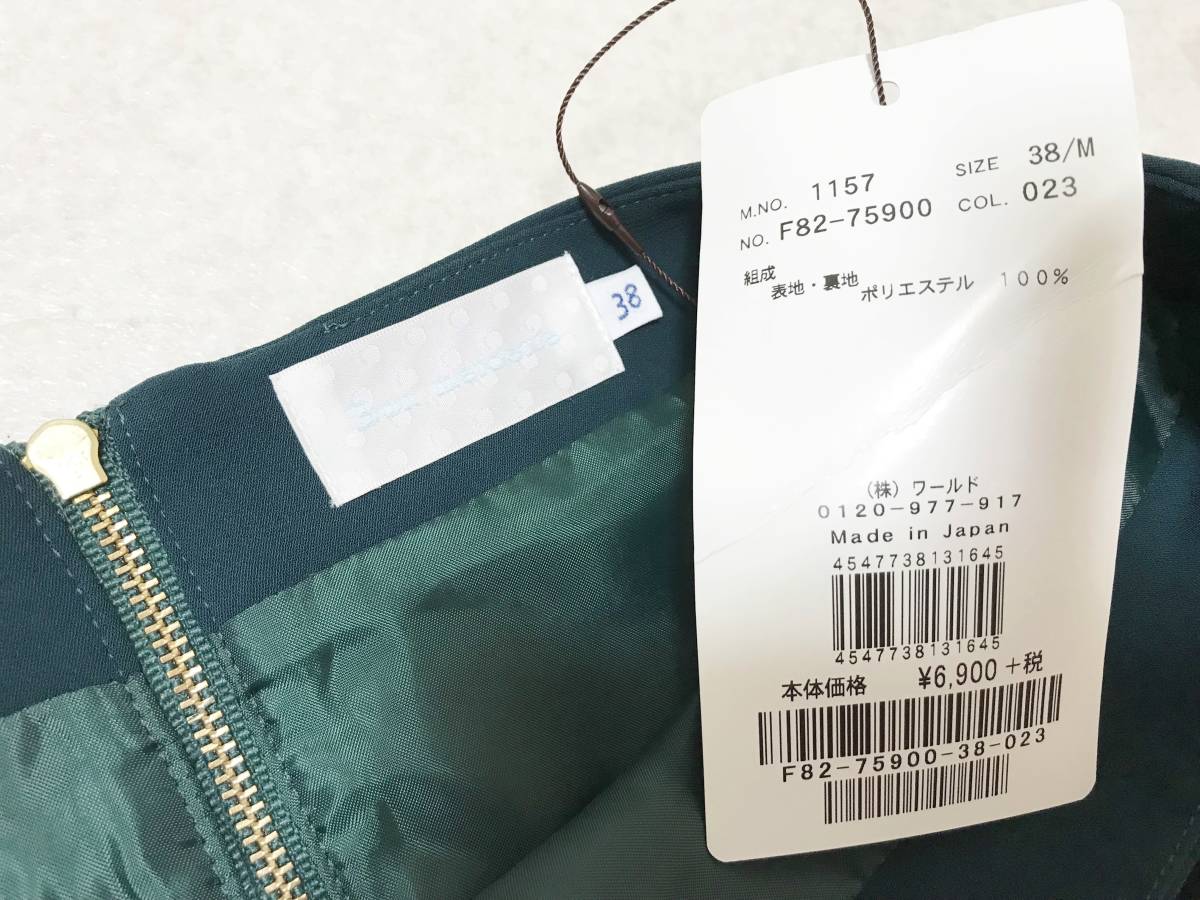 38
M.NO. 1157 SIZE 38/M
NO. F82-75900 COL. 023
組成
表地・裏地 ポリエステル 100%
(株) ワールド
0120-977-917
Made in Japan
4547738131645
4547738131645
本体価格 ¥6,900 +税
F82-75900-38-023